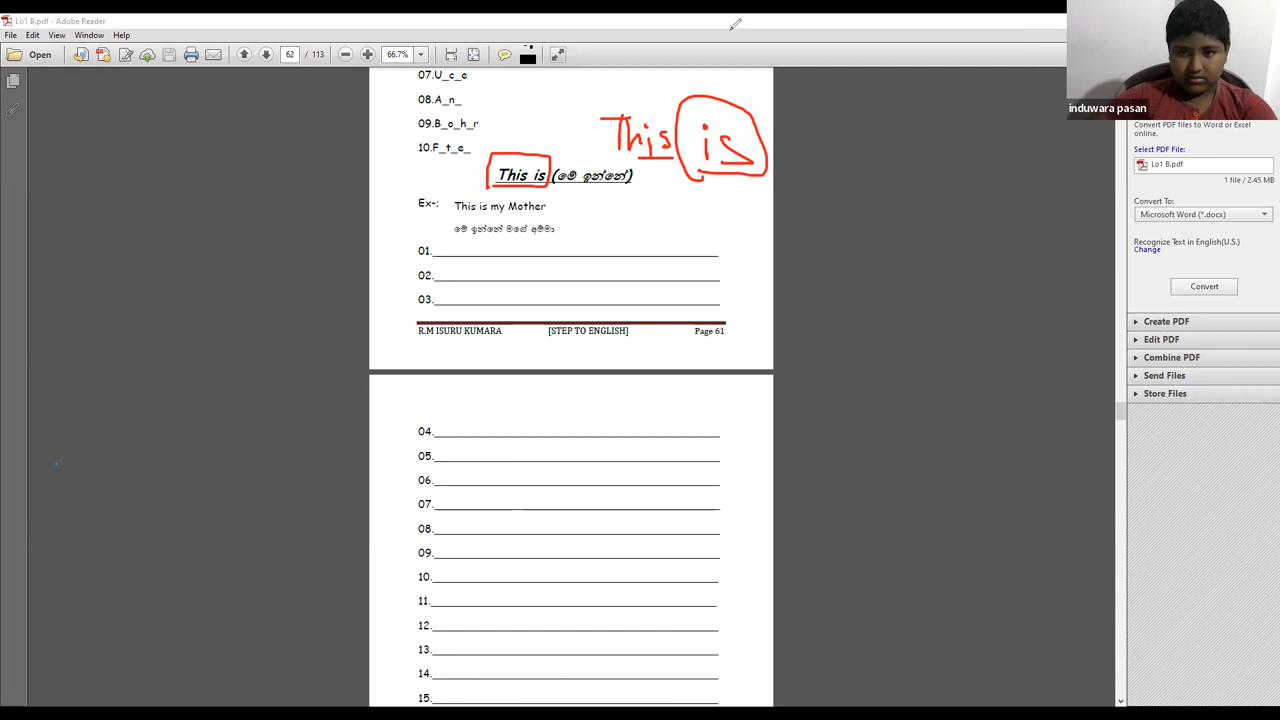 Lo1 B.pdf - Adobe Reader
File Edit View Window Help
Open 62 / 113 66.7%
induwara pasan
Convert PDF files to Word or Excel
online.
Select PDF File:
Lo1 B.pdf
1 file / 2.45 MB
Convert To:
Microsoft Word (*.docx)
Recognize Text in English(U.S.)
Change
Convert
Create PDF
Edit PDF
Combine PDF
Send Files
Store Files
07.U_c_e
08.A_n_
09.B_o_h_r
10.F_t_e_
This is
This is (මේ ඉන්නේ)
Ex-; This is my Mother
මේ ඉන්නේ මගේ අම්මා
01.
02.
03.
R.M ISURU KUMARA [STEP TO ENGLISH] Page 61
04.
05.
06.
07.
08.
09.
10.
11.
12.
13.
14.
15.